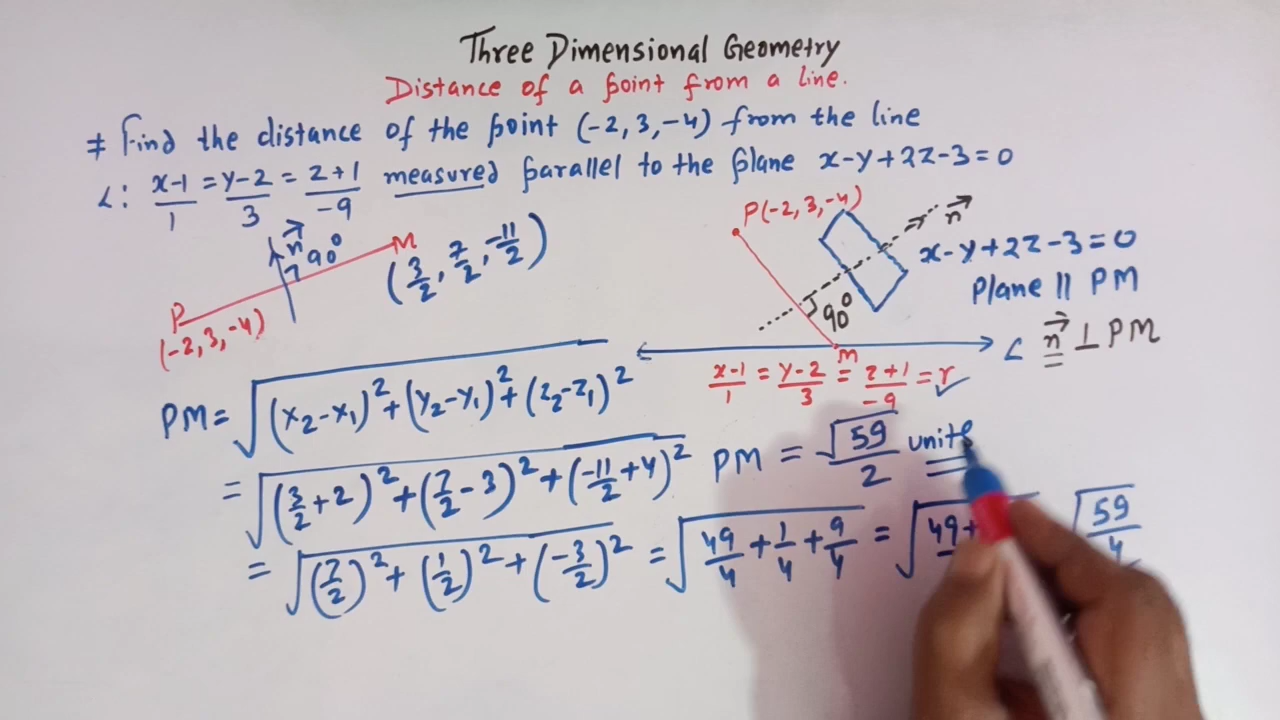 Three Dimensional Geometry
Distance of a point from a line.
≠ Find the distance of the point (-2, 3, -4) from the line
L: x-1/1 = y-2/3 = z+1/-9 measured parallel to the plane x-y+2z-3=0
n→ 90° M (3/2, 7/2, -11/2)
P (-2, 3, -4)
P(-2, 3, -4) n→
x-y+2z-3=0
Plane || PM
90°
M L n→ ⊥ PM
x-1/1 = y-2/3 = z+1/-9 = r ✓
PM = √(x₂-x₁)²+(y₂-y₁)²+(z₂-z₁)²
= √(3/2+2)²+(7/2-3)²+(-11/2+4)² PM = √59/2 units
= √(7/2)²+(1/2)²+(-3/2)² = √49/4+1/4+9/4 = √49+ √59/4